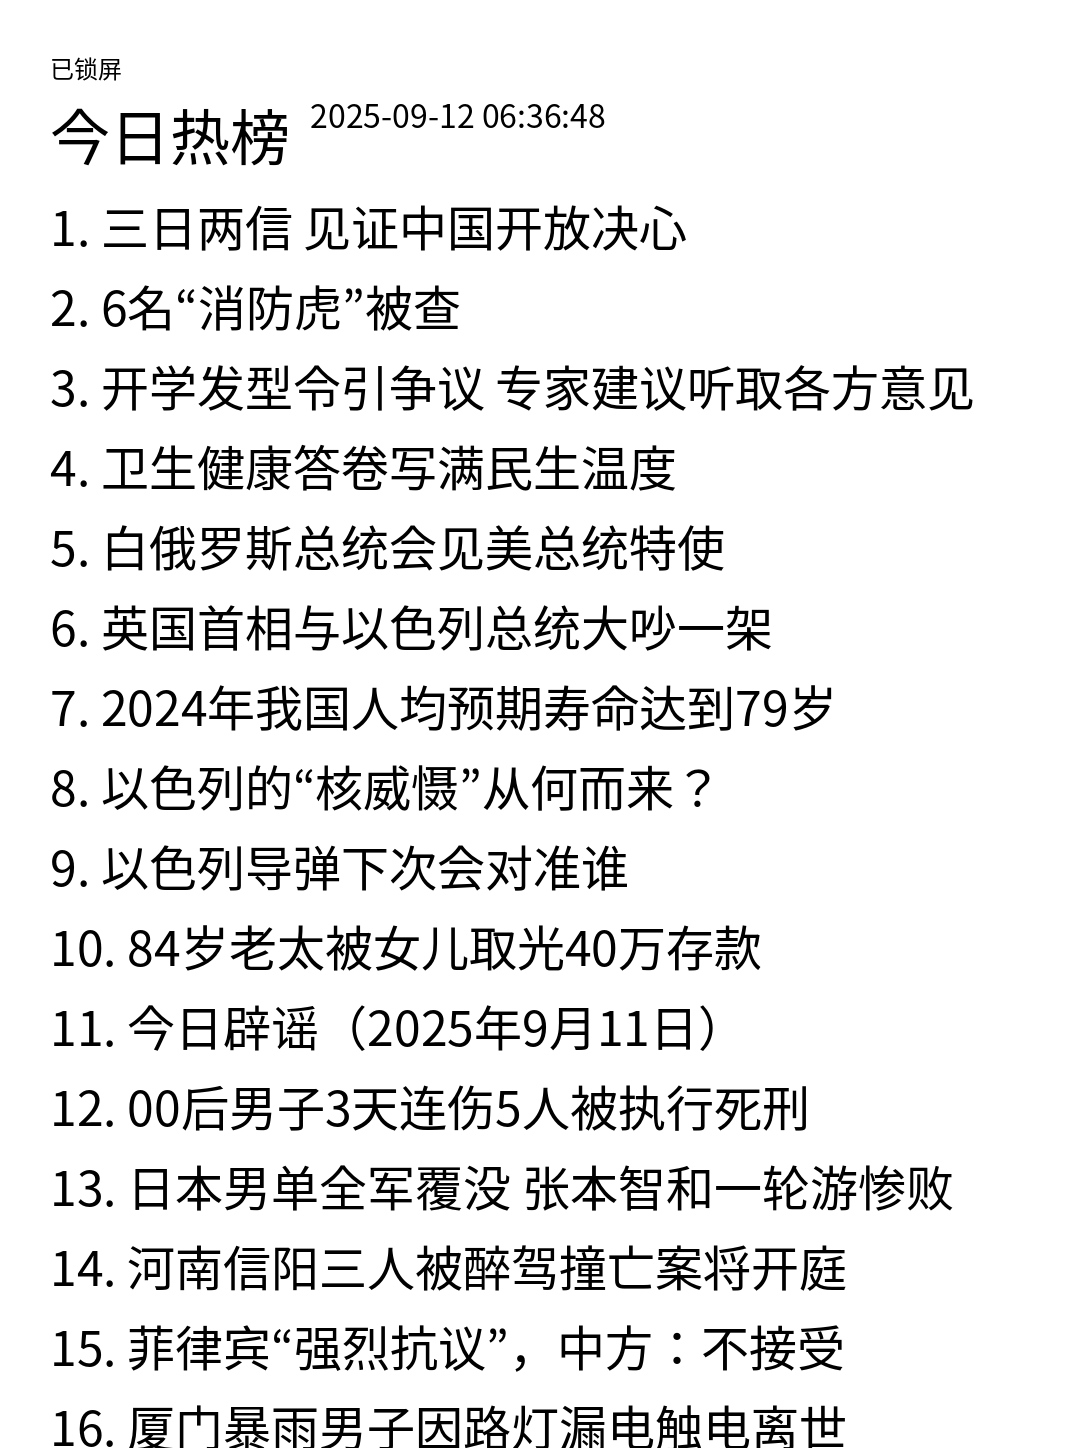 已锁屏
今日热榜 2025-09-12 06:36:48
1. 三日两信 见证中国开放决心
2. 6名“消防虎”被查
3. 开学发型令引争议 专家建议听取各方意见
4. 卫生健康答卷写满民生温度
5. 白俄罗斯总统会见美总统特使
6. 英国首相与以色列总统大吵一架
7. 2024年我国人均预期寿命达到79岁
8. 以色列的“核威慑”从何而来？
9. 以色列导弹下次会对准谁
10. 84岁老太被女儿取光40万存款
11. 今日辟谣（2025年9月11日）
12. 00后男子3天连伤5人被执行死刑
13. 日本男单全军覆没 张本智和一轮游惨败
14. 河南信阳三人被醉驾撞亡案将开庭
15. 菲律宾“强烈抗议”，中方：不接受
16. 厦门暴雨男子因路灯漏电触电离世